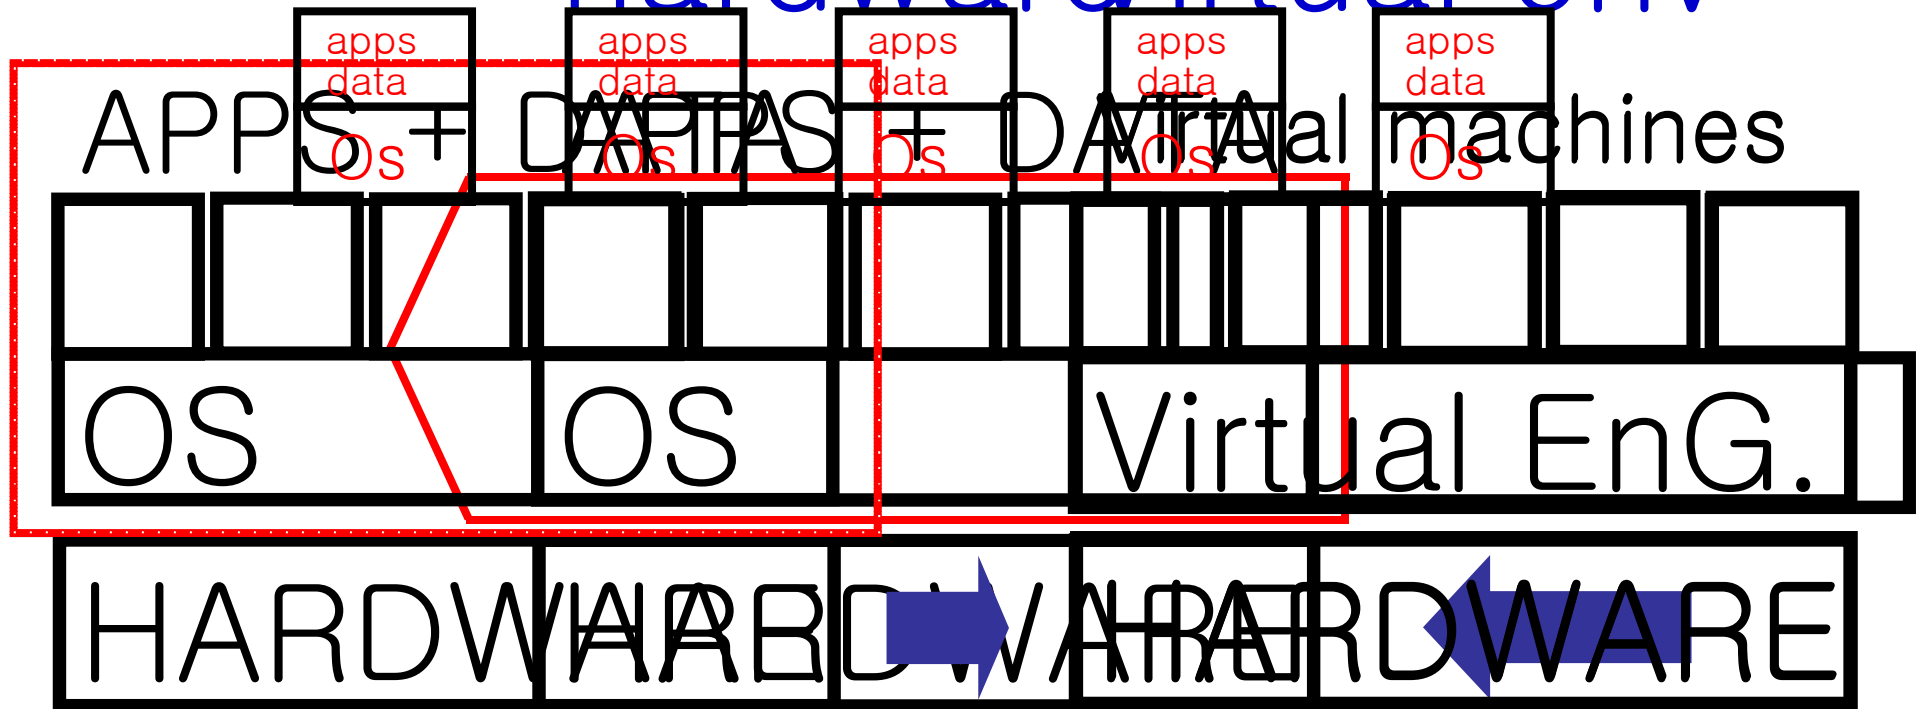 apps
data
Os
apps
data
Os
apps
data
Os
apps
data
Os
apps
data
Os
APPS + DATA
APPS + DATA
Virtual machines
OS
OS
Virtual EnG.
HARDWARE
HARDWARE
HARDWARE